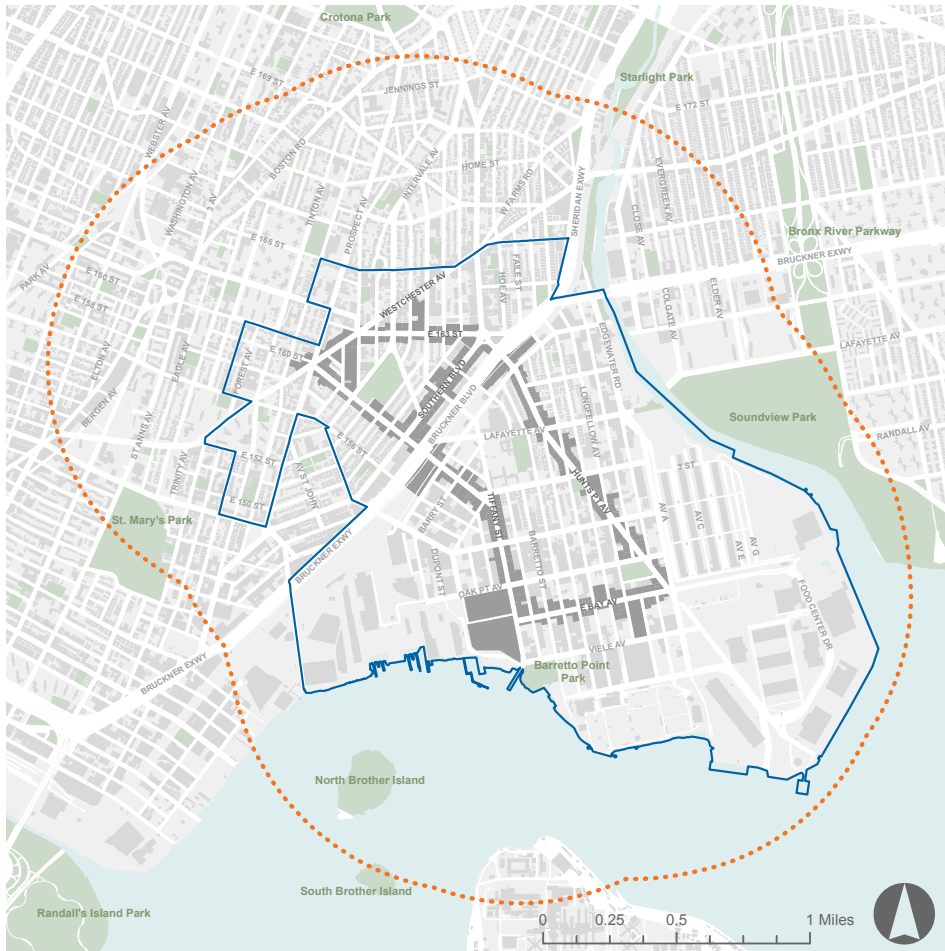 Crotona Park
Starlight Park
E 169 ST
JENNINGS ST
E 172 ST
WEBSTER AV
BOSTON RD
WASHINGTON AV
3 AV
INTERVALE AV
HOME ST
W FARMS RD
EVERGREEN AV
TINTON AV
PROSPECT AV
SHERIDAN EXWY
CLOSE AV
Bronx River Parkway
E 165 ST
BRUCKNER EXWY
PARK AV
E 160 ST
E 156 ST
WESTCHESTER AV
FAILE ST
HOE AV
COLGATE AV
ELDER AV
E 163 ST
LAFAYETTE AV
ELTON AV
EAGLE AV
FOREST AV
E 160 ST
EDGEWATER RD
SOUTHERN BLVD
BRUCKNER BLVD
BERGEN AV
ST ANNS AV
LONGFELLOW AV
Soundview Park
E 156 ST
LAFAYETTE AV
RANDALL AV
TRINITY AV
E 152 ST
AV ST JOHN
3 ST
HUNTS PT AV
E 150 ST
St. Mary's Park
BARRY ST
TIFFANY ST
AV A
AV C
AV E
AV G
BRUCKNER EXWY
DUPONT ST
BARRETTO ST
OAK PT AV
E BAY AV
FOOD CENTER DR
VIELE AV
BRUCKNER EXWY
Barretto Point
Park
North Brother Island
South Brother Island
Randall's Island Park
0 0.25 0.5 1 Miles